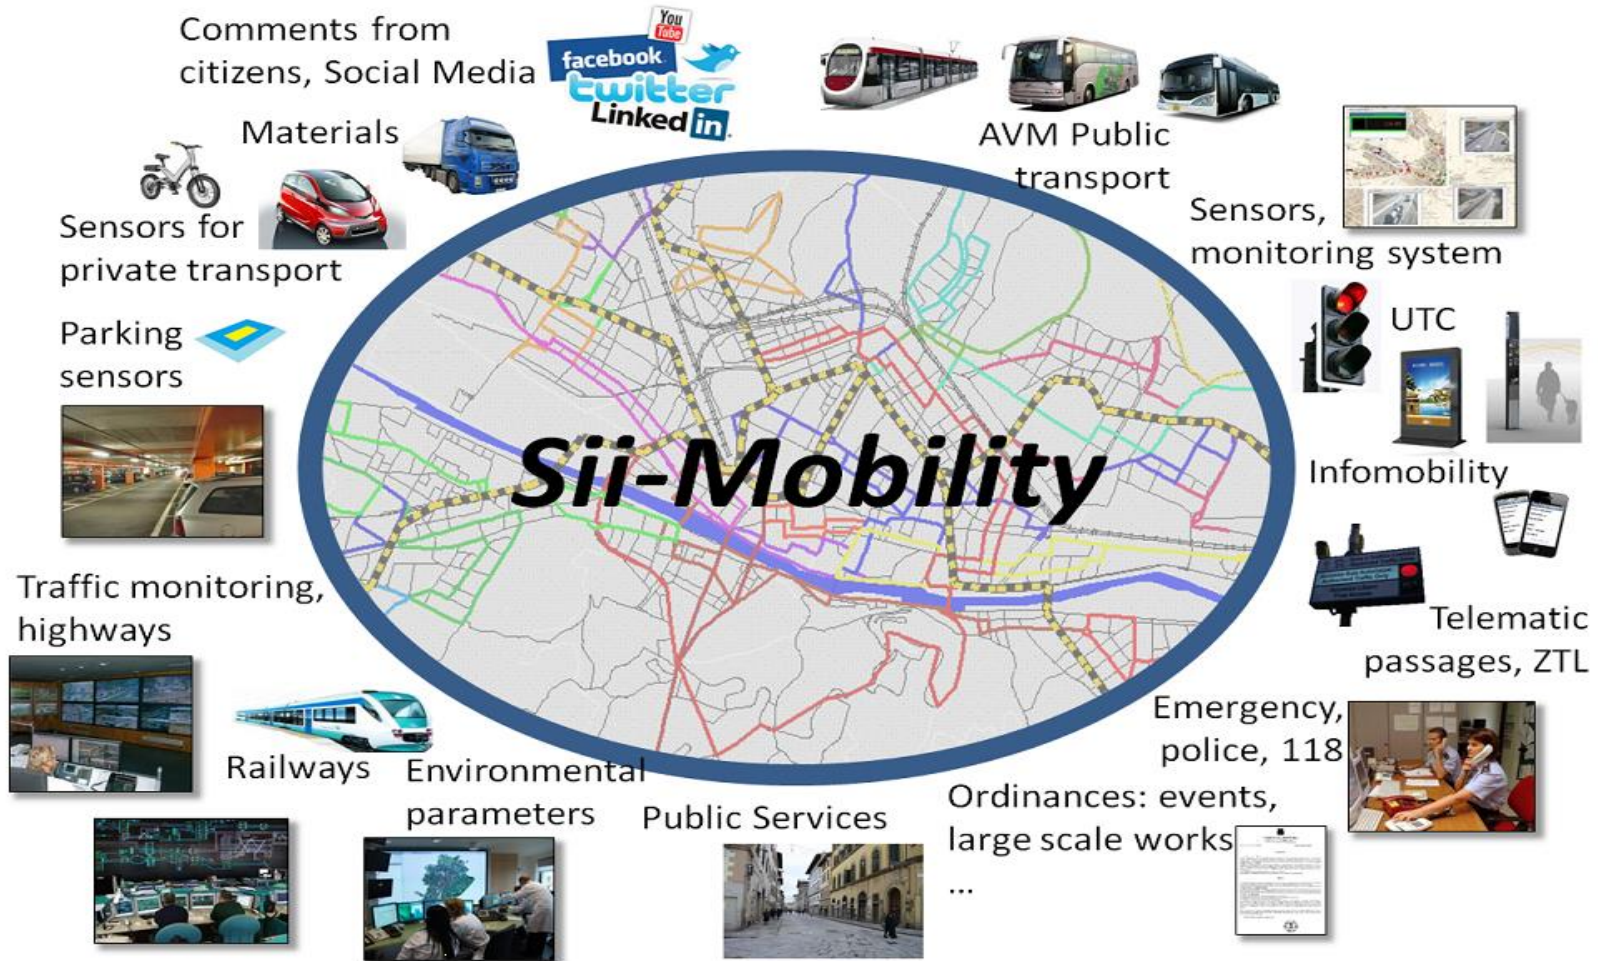 Comments from
citizens, Social Media
You
Tube
facebook
twitter
Linked in
AVM Public
transport
Materials
Sensors for
private transport
Sensors,
monitoring system
Parking
sensors
UTC
Sii-Mobility
Infomobility
Traffic monitoring,
highways
Telematic
passages, ZTL
Railways
Environmental
parameters
Public Services
Emergency,
police, 118
Ordinances: events,
large scale works
...